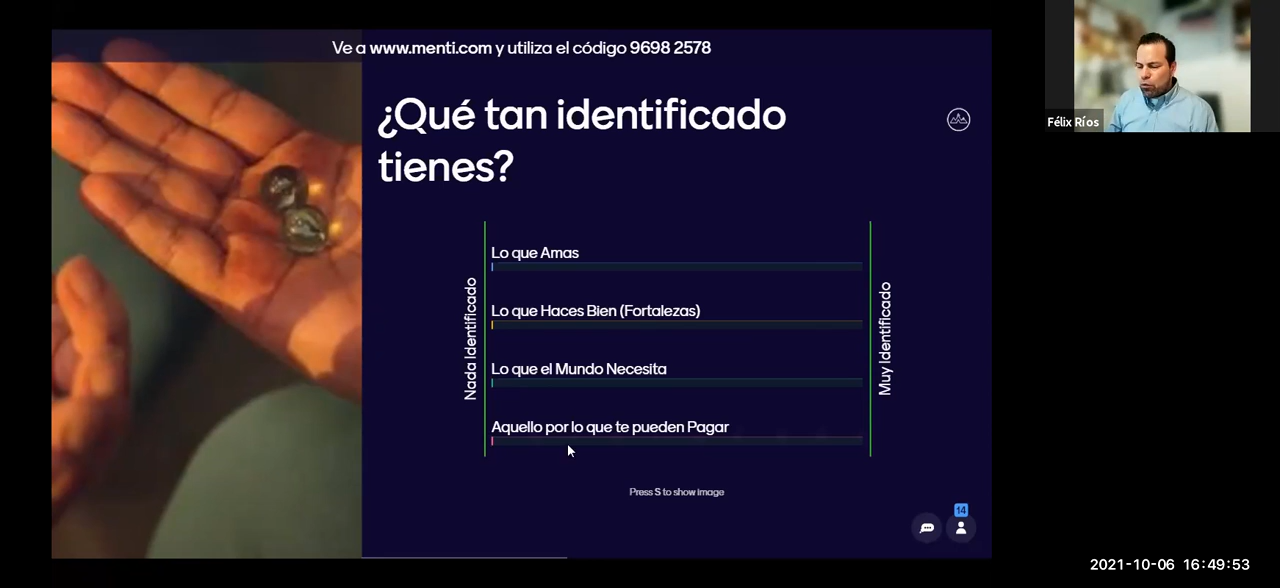 Ve a www.menti.com y utiliza el código 9698 2578
¿Qué tan identificado
tienes?
Nada Identificado
Lo que Amas
Lo que Haces Bien (Fortalezas)
Lo que el Mundo Necesita
Aquello por lo que te pueden Pagar
Muy Identificado
Press S to show image
14
Félix Ríos
2021-10-06 16:49:53